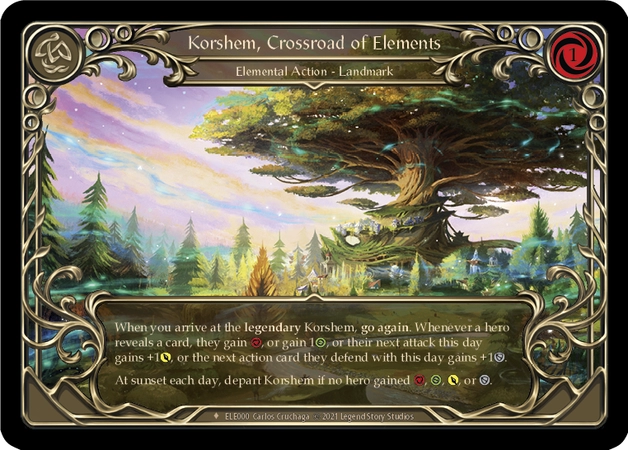 Korshem, Crossroad of Elements
1
Elemental Action - Landmark
When you arrive at the legendary Korshem, go again. Whenever a hero
reveals a card, they gain , or gain 1, or their next attack this day
gains +1, or the next action card they defend with this day gains +1.
At sunset each day, depart Korshem if no hero gained , , , or .
ELE000 Carlos Cruchaga - 2021 Legend Story Studios